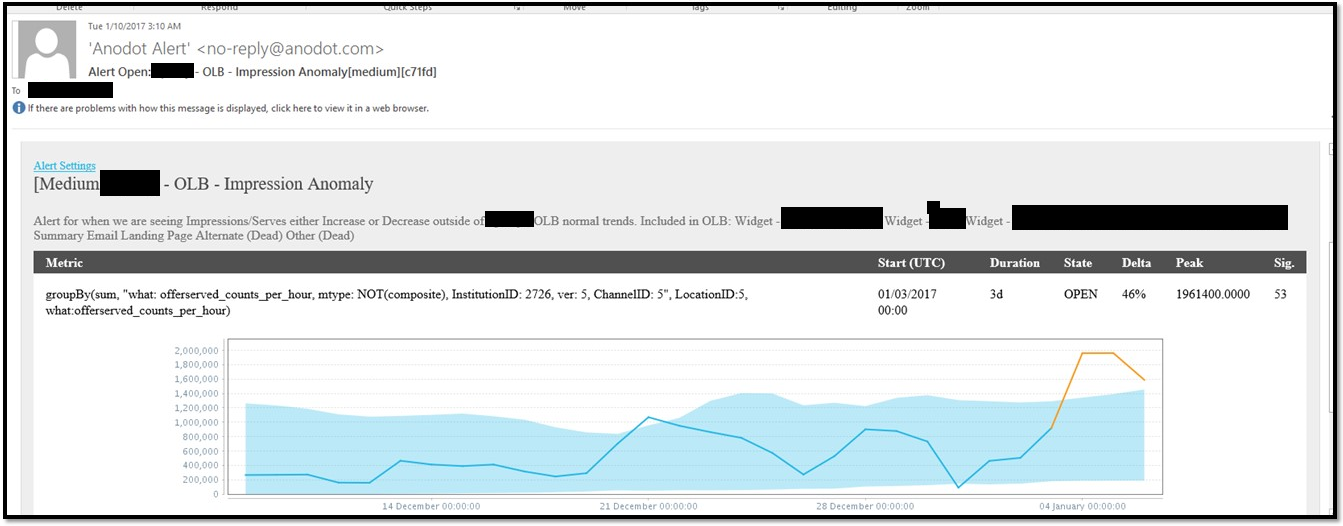 Delete Respond Quick Steps Move Tags Editing Zoom
Tue 1/10/2017 3:10 AM
'Anodot Alert' <no-reply@anodot.com>
Alert Open: - OLB - Impression Anomaly[medium][c71fd]
To
If there are problems with how this message is displayed, click here to view it in a web browser.
Alert Settings
[Medium - OLB - Impression Anomaly
Alert for when we are seeing Impressions/Serves either Increase or Decrease outside of OLB normal trends. Included in OLB: Widget - Widget - Widget -
Summary Email Landing Page Alternate (Dead) Other (Dead)
Metric Start (UTC) Duration State Delta Peak Sig.
groupBy(sum, "what: offerserved_counts_per_hour, mtype: NOT(composite), InstitutionID: 2726, ver: 5, ChannelID: 5", LocationID:5, 01/03/2017 3d OPEN 46% 1961400.0000 53
what:offerserved_counts_per_hour) 00:00
2,000,000
1,800,000
1,600,000
1,400,000
1,200,000
1,000,000
800,000
600,000
400,000
200,000
0
14 December 00:00:00 21 December 00:00:00 28 December 00:00:00 04 January 00:00:00